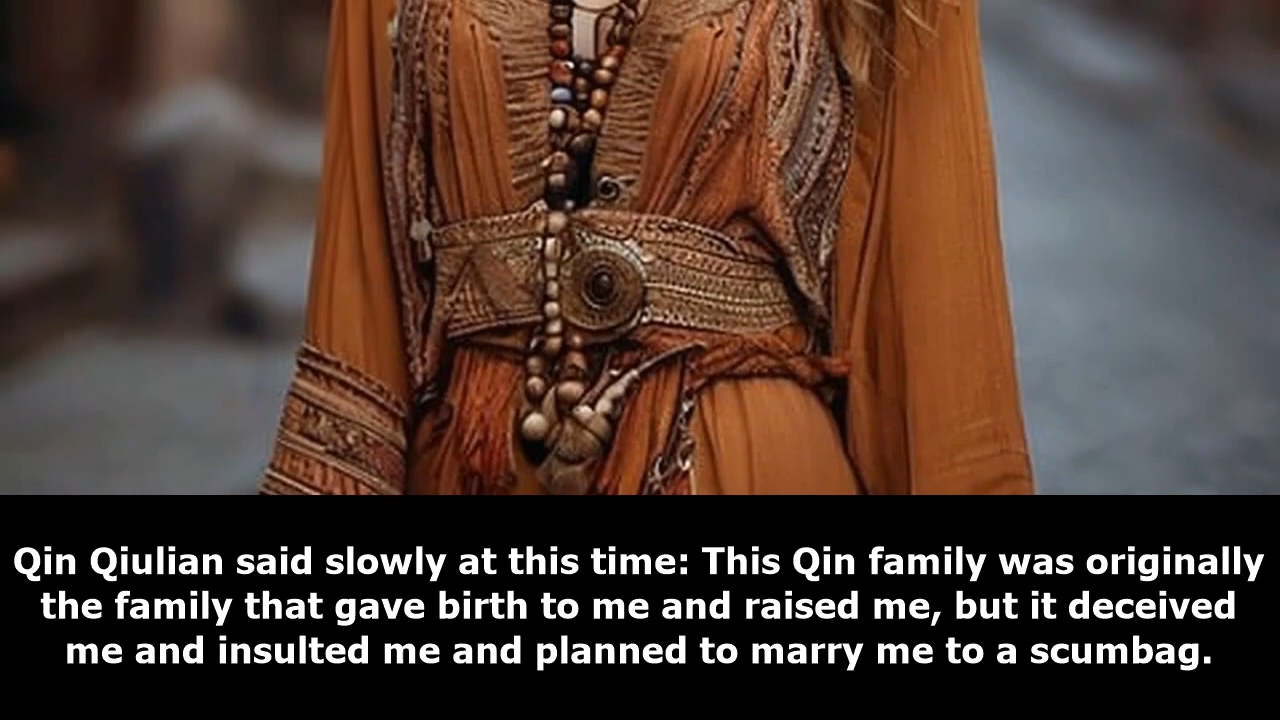 Qin Qiulian said slowly at this time: This Qin family was originally
the family that gave birth to me and raised me, but it deceived
me and insulted me and planned to marry me to a scumbag.